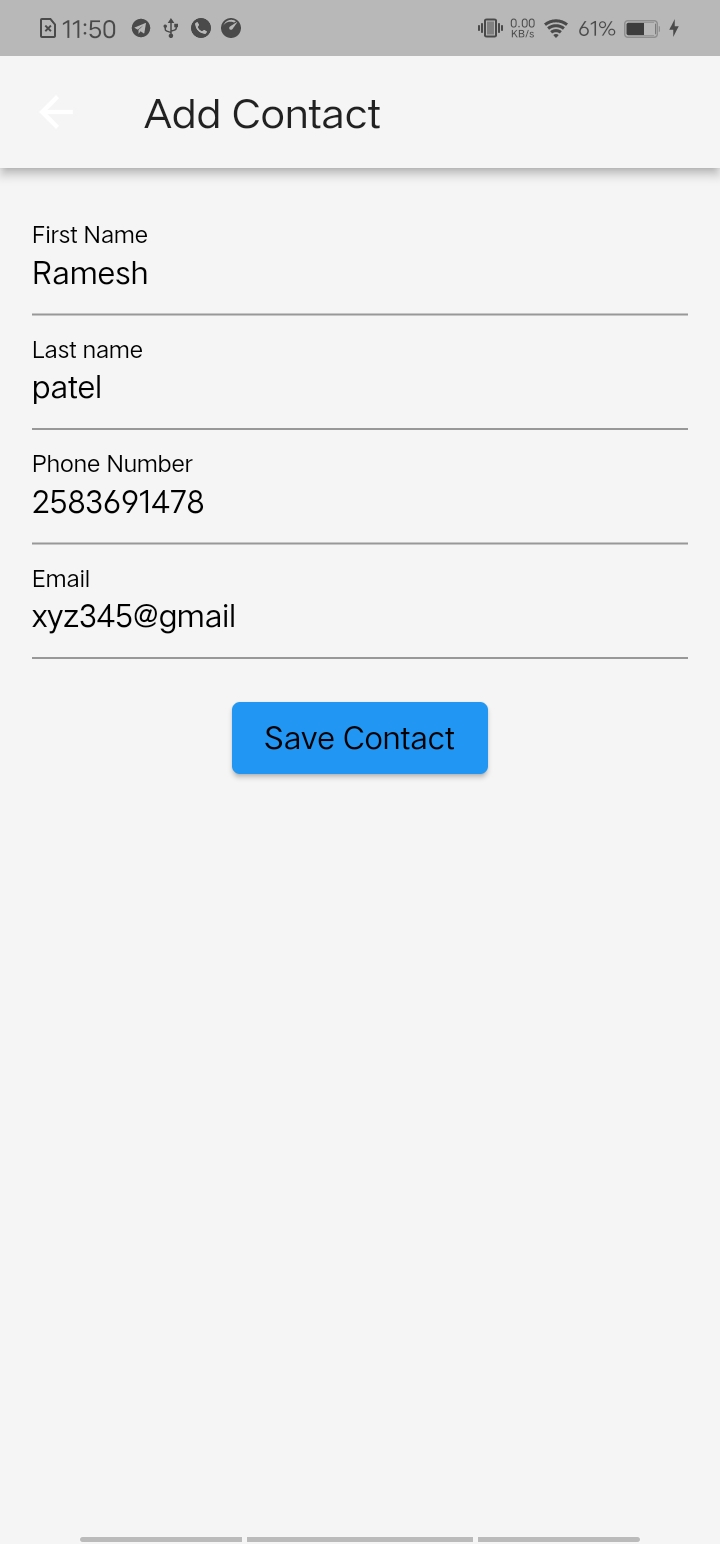 11:50 0.00 KB/s 61%
Add Contact
First Name
Ramesh
Last name
patel
Phone Number
2583691478
Email
xyz345@gmail
Save Contact